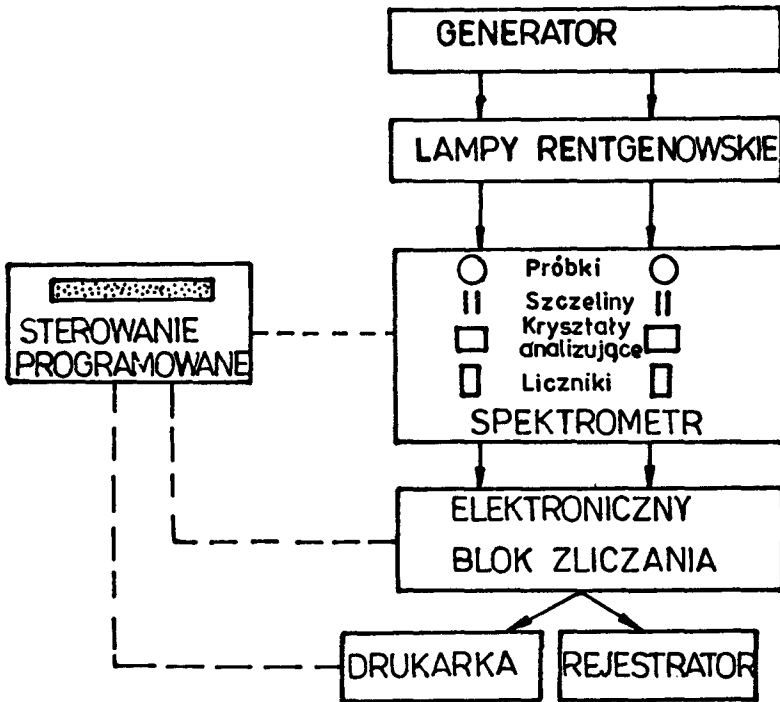 GENERATOR
LAMPY RENTGENOWSKIE
Próbki
Szczeliny
Kryształy
analizujące
Liczniki
SPEKTROMETR
STEROWANIE
PROGRAMOWANE
ELEKTRONICZNY
BLOK ZLICZANIA
DRUKARKA
REJESTRATOR